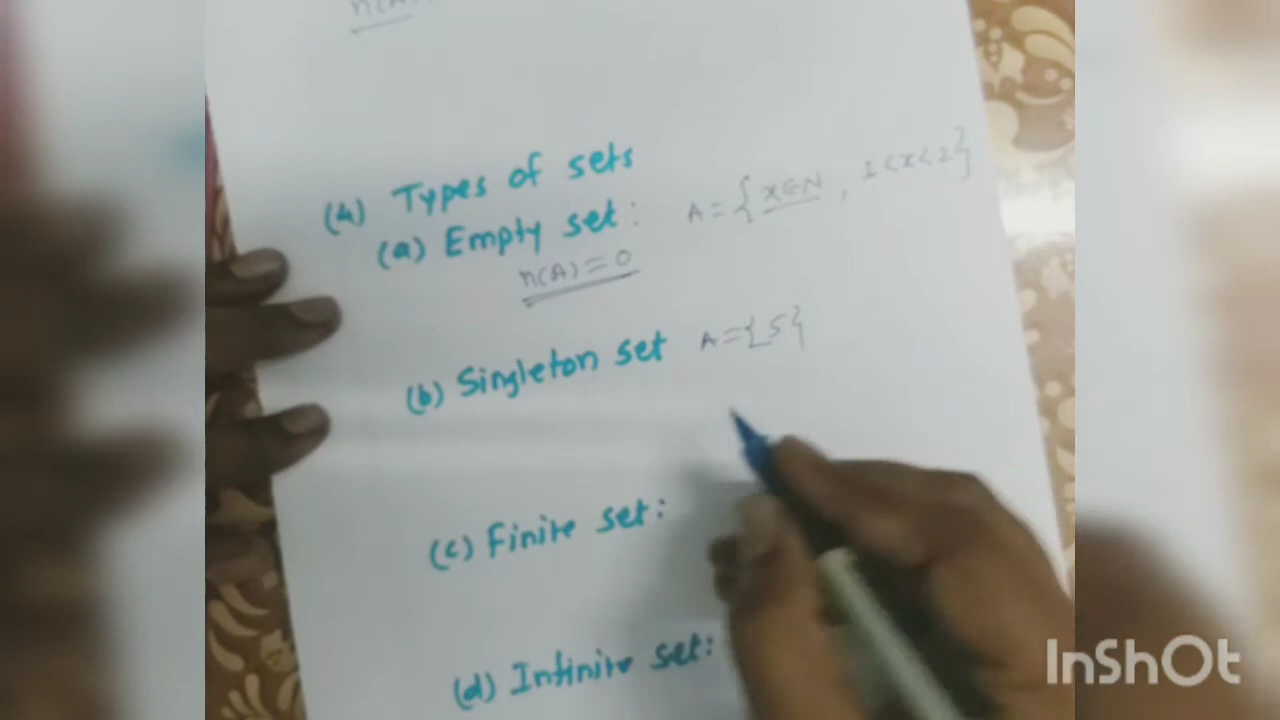 (4) Types of sets
(a) Empty set: A = { x∈N , 1<x<2}
n(A) = 0
(b) Singleton set A = {5}
(c) Finite set:
(d) Infinite set:
InShOt